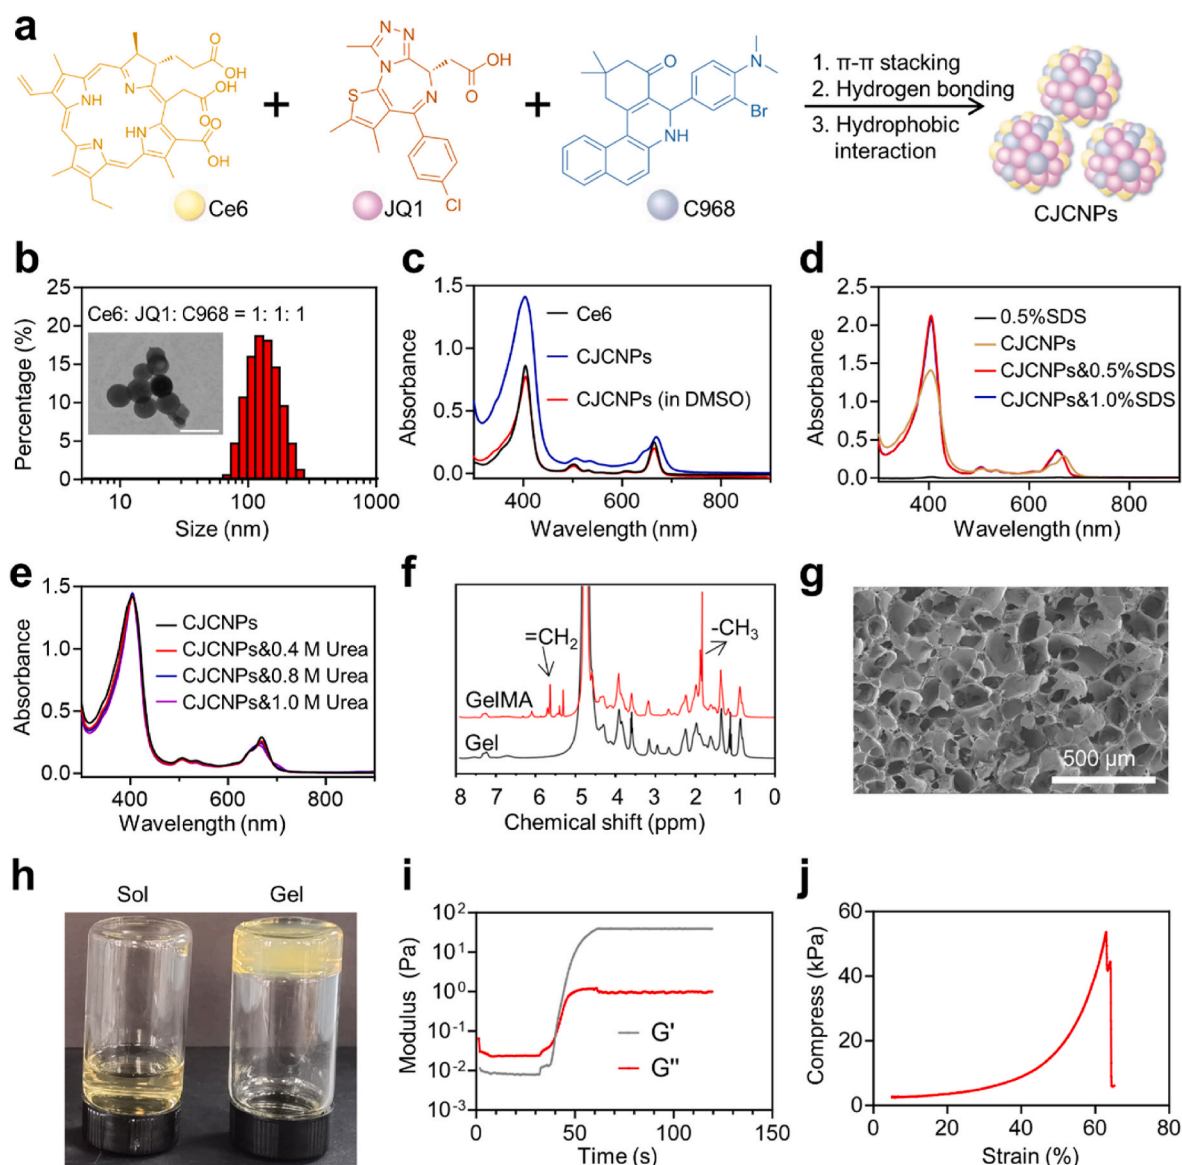 a
N N
N
N
S
Cl
O
OH
NH
N
HN
N
O
OH
O
OH
O
OH
O
N
Br
NH
+
+
Ce6
JQ1
C968
1. π-π stacking
2. Hydrogen bonding
3. Hydrophobic
interaction
CJCNPs
b
Percentage (%)
25
20
15
10
5
0
Ce6: JQ1: C968 = 1: 1: 1
10 100 1000
Size (nm)
c
Absorbance
1.5
1.0
0.5
0.0
Ce6
CJCNPs
CJCNPs (in DMSO)
400 600 800
Wavelength (nm)
d
Absorbance
2.5
2.0
1.5
1.0
0.5
0.0
0.5%SDS
CJCNPs
CJCNPs&0.5%SDS
CJCNPs&1.0%SDS
400 600 800
Wavelength (nm)
e
Absorbance
1.5
1.0
0.5
0.0
CJCNPs
CJCNPs&0.4 M Urea
CJCNPs&0.8 M Urea
CJCNPs&1.0 M Urea
400 600 800
Wavelength (nm)
f
=CH₂
-CH₃
GelMA
Gel
8 7 6 5 4 3 2 1 0
Chemical shift (ppm)
g
500 μm
h
Sol Gel
i
Modulus (Pa)
10²
10¹
10⁰
10⁻¹
10⁻²
10⁻³
G'
G"
0 50 100 150
Time (s)
j
Compress (kPa)
60
40
20
0
0 20 40 60 80
Strain (%)